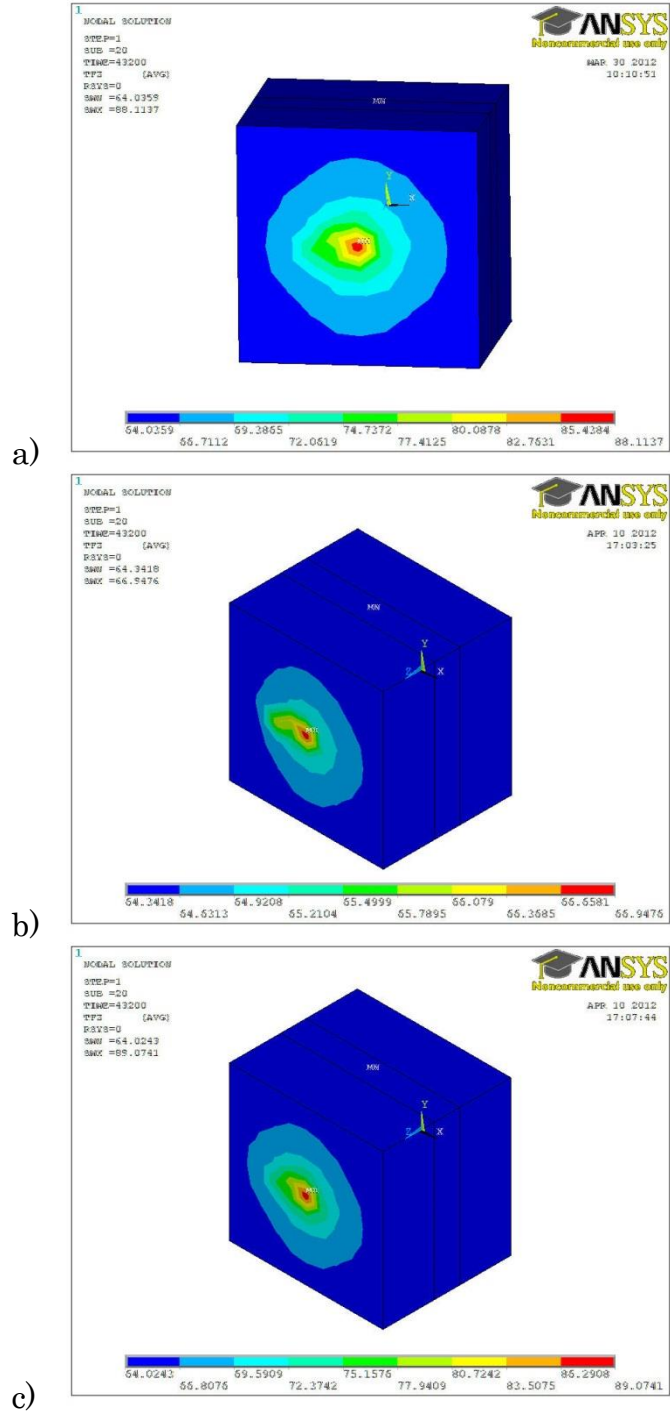 1
NODAL SOLUTION
STEP=1
SUB =20
TIME=43200
(AVG)
RSYS=0
SMN =64.0359
SMX =88.1137
ANSYS
Noncommercial use only
MAR 30 2012
10:10:51
MN
Y
X
MX
64.0359 69.3865 74.7372 80.0878 85.4384
66.7112 72.0619 77.4125 82.7631 88.1137
a)
1
NODAL SOLUTION
STEP=1
SUB =20
TIME=43200
(AVG)
RSYS=0
SMN =64.3418
SMX =66.9476
ANSYS
Noncommercial use only
APR 10 2012
17:03:25
MN
Y
Z X
MX
64.3418 64.9208 65.4999 66.079 66.6581
64.6313 65.2104 65.7895 66.3685 66.9476
b)
1
NODAL SOLUTION
STEP=1
SUB =20
TIME=43200
(AVG)
RSYS=0
SMN =64.0243
SMX =89.0741
ANSYS
Noncommercial use only
APR 10 2012
17:07:44
MN
Y
Z X
MX
64.0243 69.5909 75.1576 80.7242 86.2908
66.8076 72.3742 77.9409 83.5075 89.0741
c)